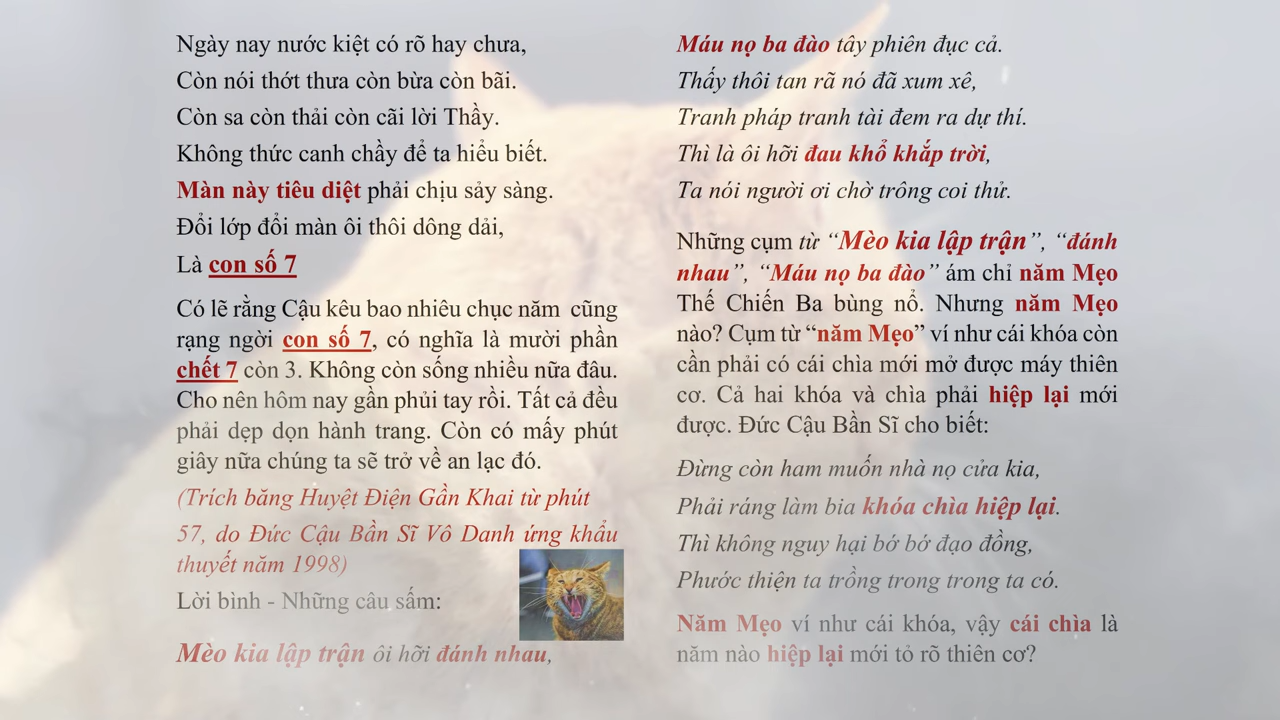 Ngày nay nước kiệt có rõ hay chưa,
Còn nói thớt thưa còn bừa còn bãi.
Còn sa còn thải còn cãi lời Thầy.
Không thức canh chầy để ta hiểu biết.
Màn này tiêu diệt phải chịu sảy sàng.
Đổi lớp đổi màn ôi thôi dông dải,
Là con số 7
Có lẽ rằng Cậu kêu bao nhiêu chục năm cũng
rạng ngời con số 7, có nghĩa là mười phần
chết 7 còn 3. Không còn sống nhiều nữa đâu.
Cho nên hôm nay gần phủi tay rồi. Tất cả đều
phải dẹp dọn hành trang. Còn có mấy phút
giây nữa chúng ta sẽ trở về an lạc đó.
(Trích băng Huyệt Điện Gần Khai từ phút
57, do Đức Cậu Bần Sĩ Vô Danh ứng khẩu
thuyết năm 1998)
Lời bình - Những câu sấm:
Mèo kia lập trận ôi hỡi đánh nhau,
Máu nọ ba đào tây phiên đục cả.
Thấy thôi tan rã nó đã xum xê,
Tranh pháp tranh tài đem ra dự thí.
Thì là ôi hỡi đau khổ khắp trời,
Ta nói người ơi chờ trông coi thử.
Những cụm từ “Mèo kia lập trận”, “đánh
nhau”, “Máu nọ ba đào” ám chỉ năm Mẹo
Thế Chiến Ba bùng nổ. Nhưng năm Mẹo
nào? Cụm từ “năm Mẹo” ví như cái khóa còn
cần phải có cái chìa mới mở được máy thiên
cơ. Cả hai khóa và chìa phải hiệp lại mới
được. Đức Cậu Bần Sĩ cho biết:
Đừng còn ham muốn nhà nọ cửa kia,
Phải ráng làm bia khóa chìa hiệp lại.
Thì không nguy hại bớ bớ đạo đồng,
Phước thiện ta trồng trong trong ta có.
Năm Mẹo ví như cái khóa, vậy cái chìa là
năm nào hiệp lại mới tỏ rõ thiên cơ?